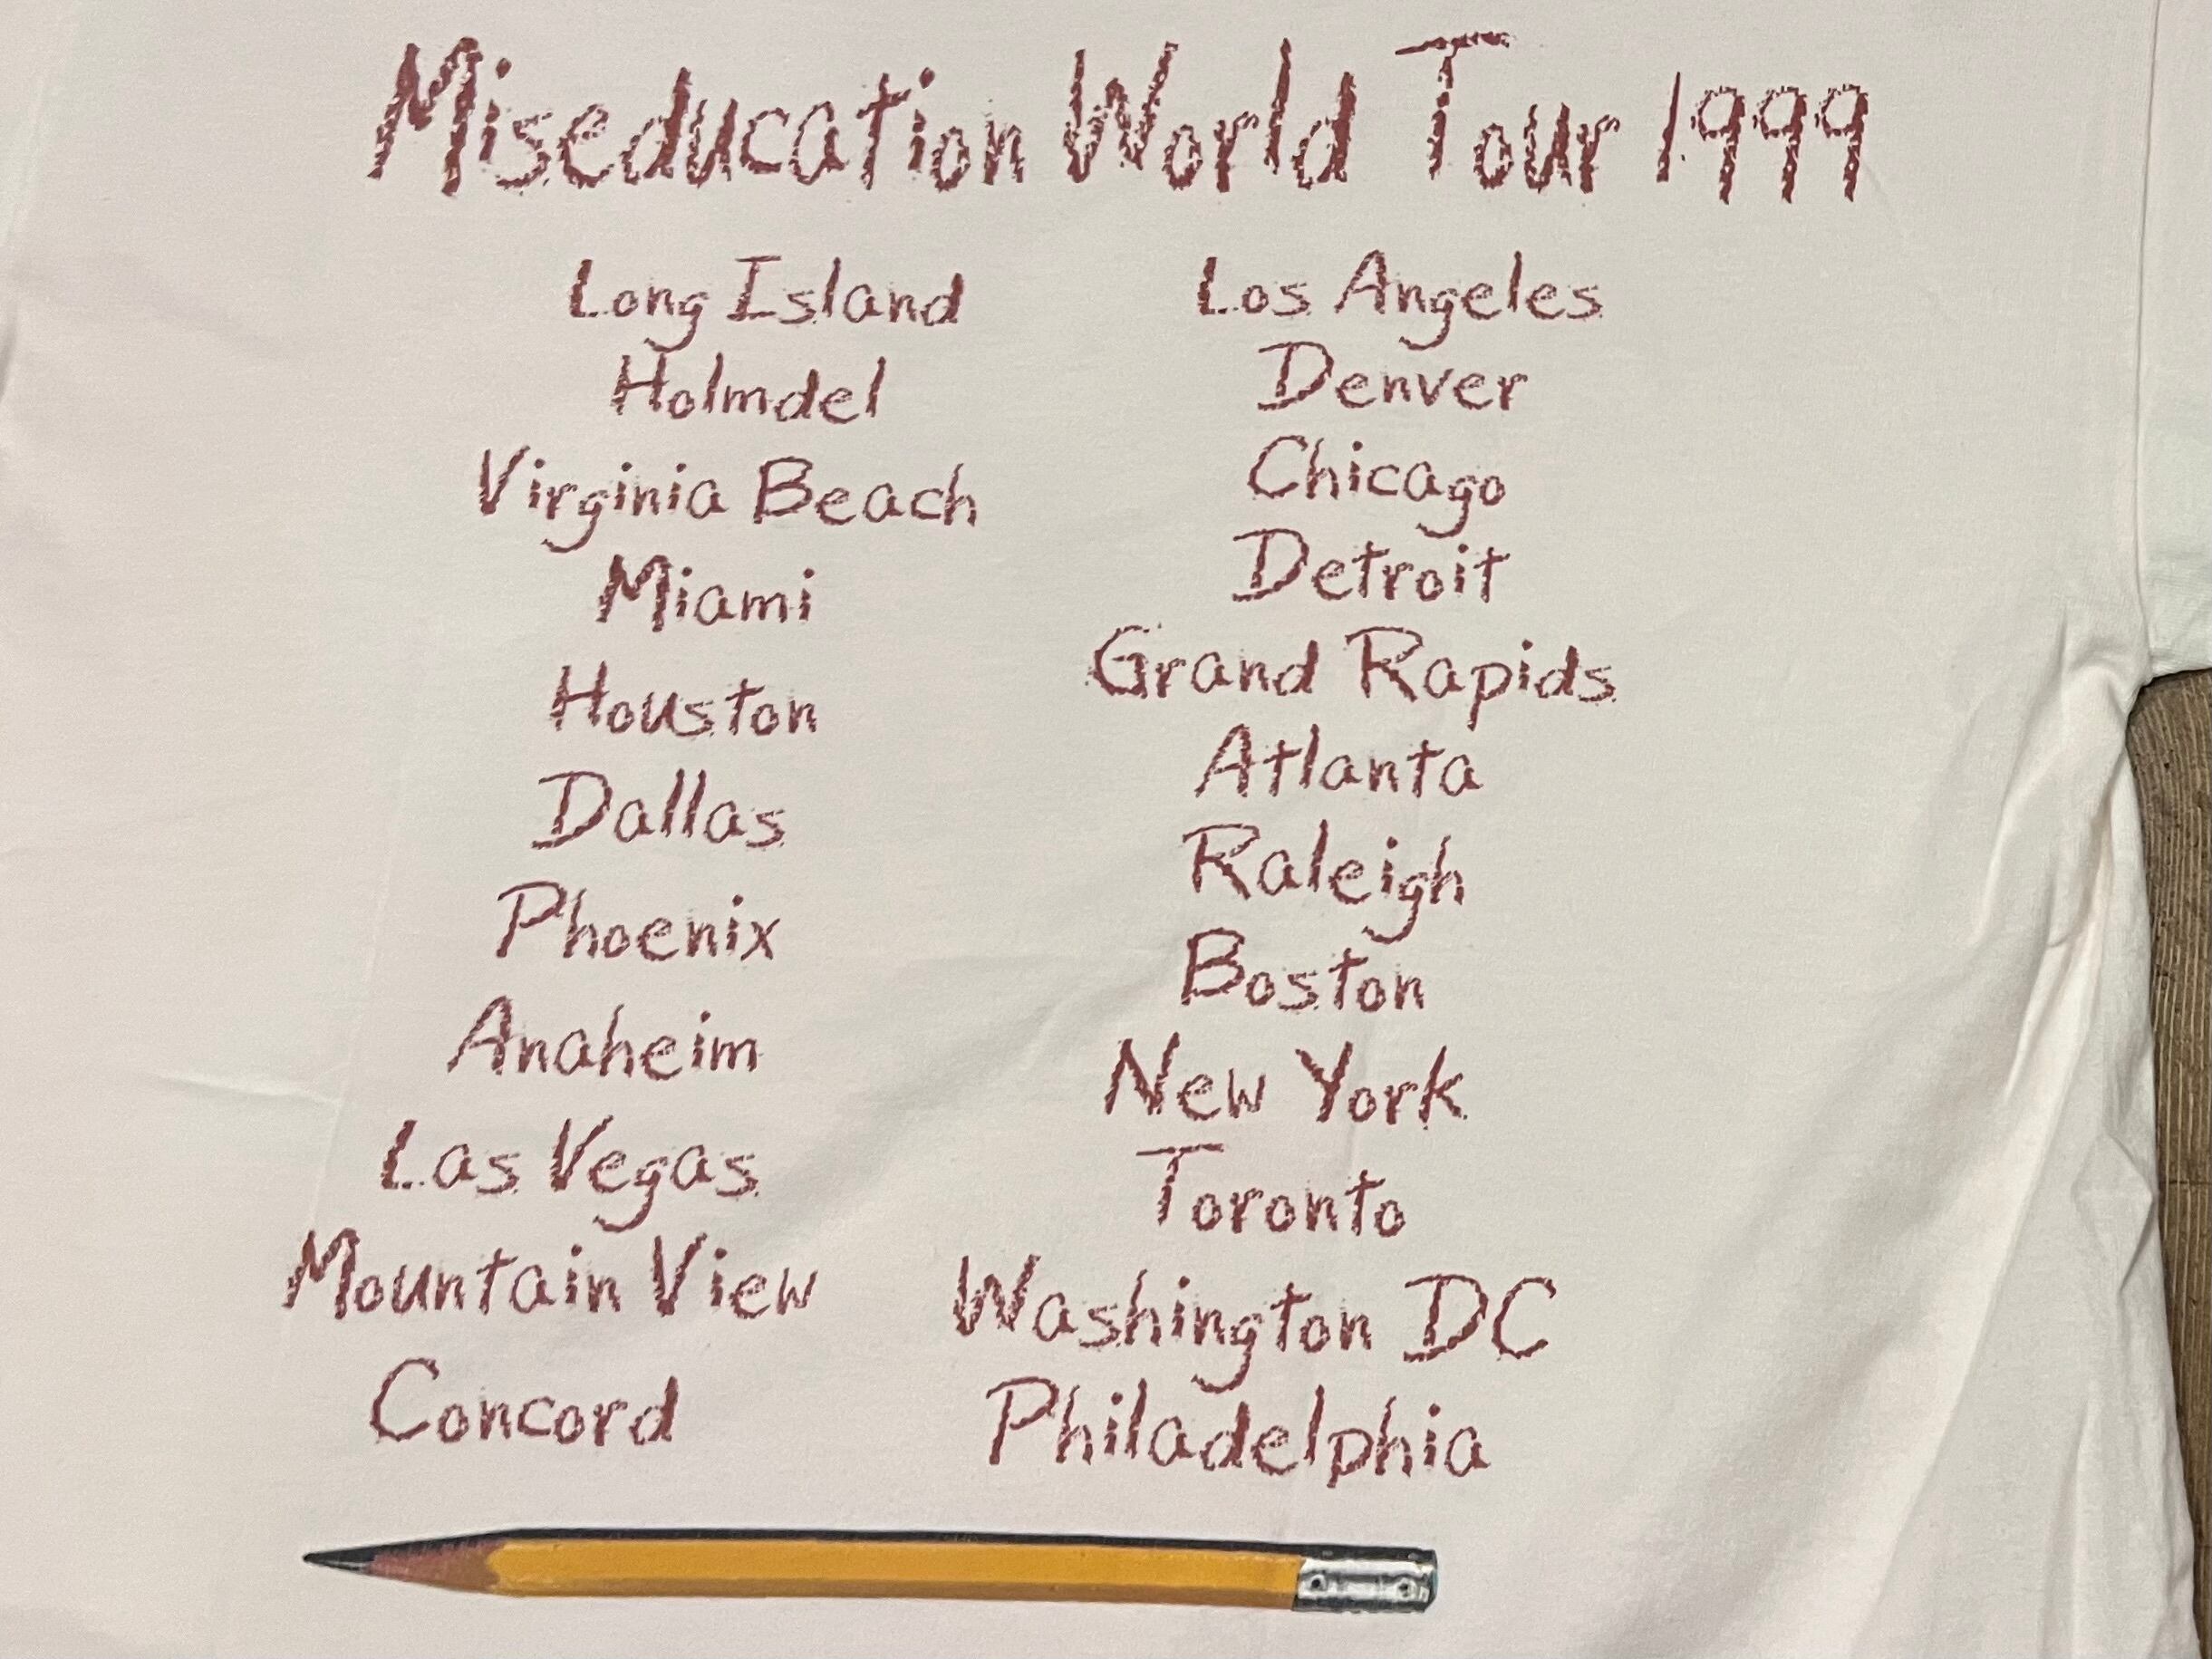 Miseducation World Tour 1999
Long Island
Holmdel
Virginia Beach
Miami
Houston
Dallas
Phoenix
Anaheim
Las Vegas
Mountain View
Concord
Los Angeles
Denver
Chicago
Detroit
Grand Rapids
Atlanta
Raleigh
Boston
New York
Toronto
Washington DC
Philadelphia